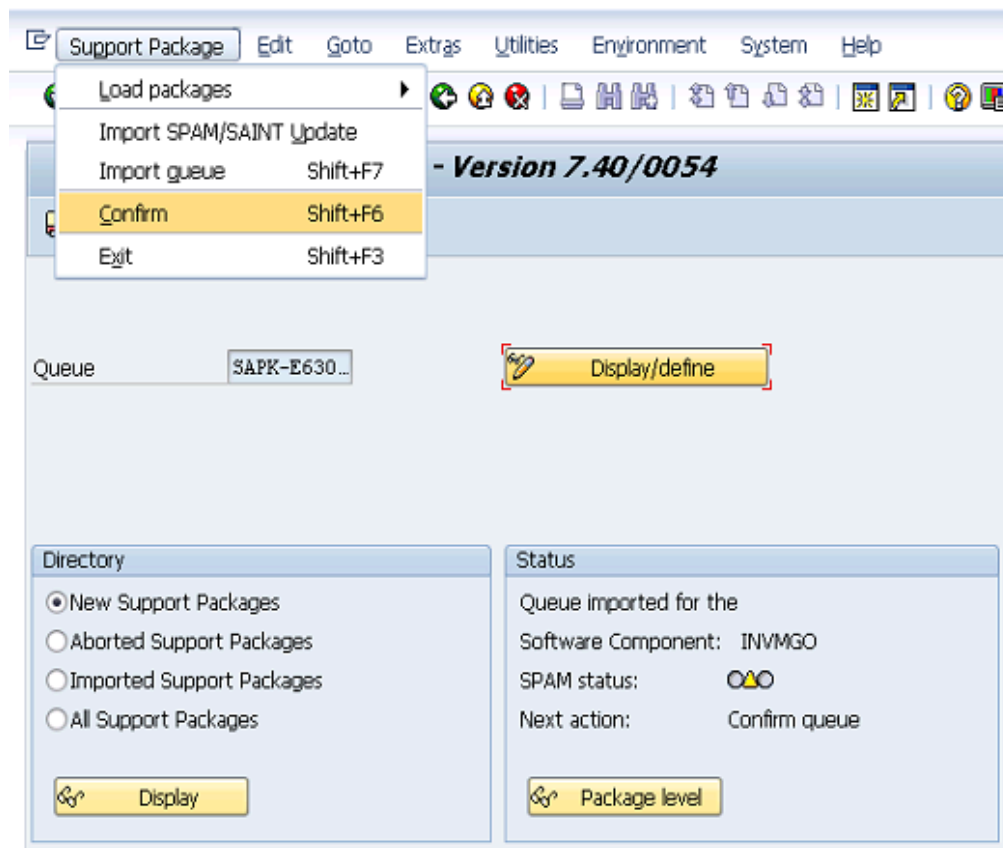 Support Package Edit Goto Extras Utilities Environment System Help
Load packages
Import SPAM/SAINT Update
Import queue Shift+F7
- Version 7.40/0054
Confirm Shift+F6
Exit Shift+F3
Queue SAPK-E630... Display/define
Directory
New Support Packages
Aborted Support Packages
Imported Support Packages
All Support Packages
Display
Status
Queue imported for the
Software Component: INVMGO
SPAM status:
Next action: Confirm queue
Package level